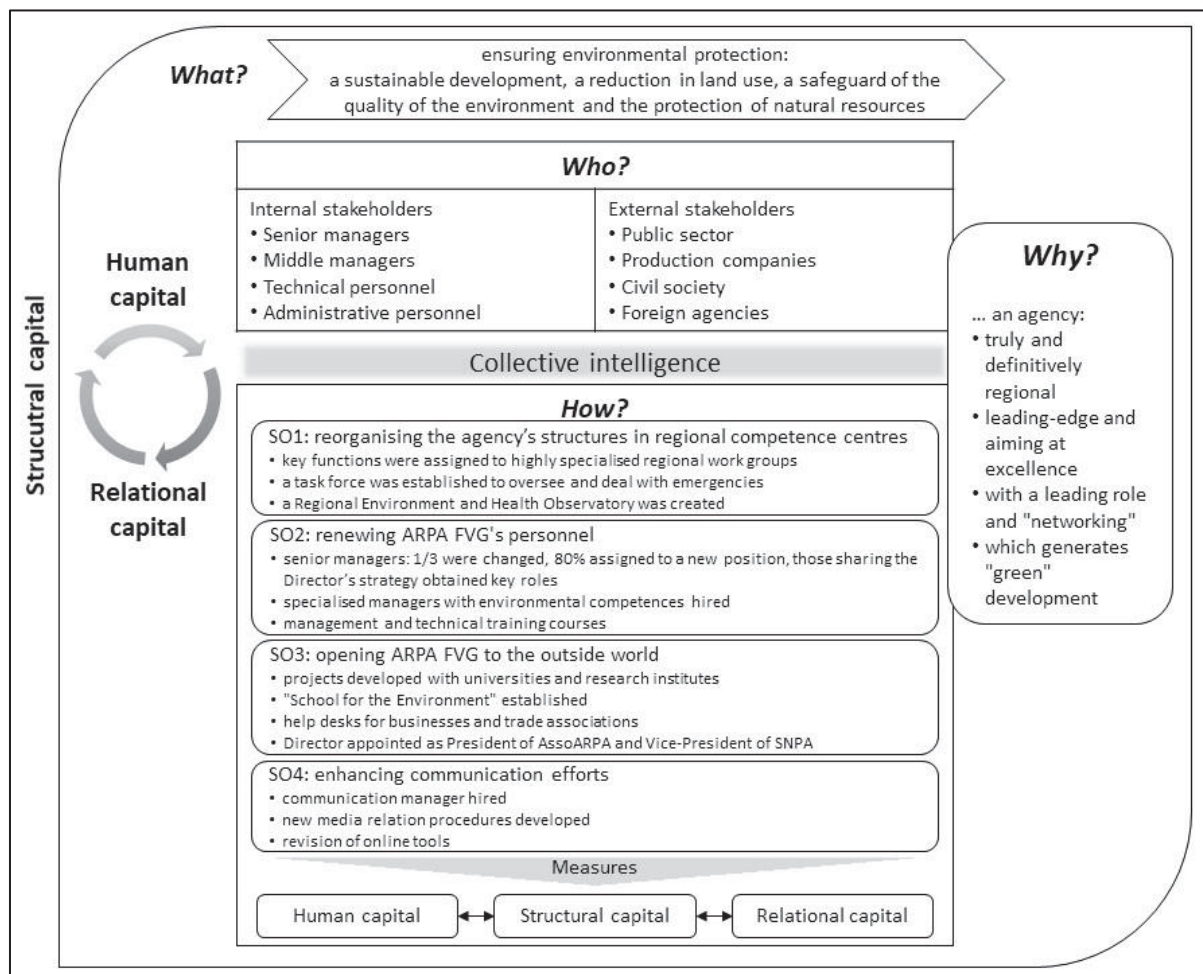 What?
ensuring environmental protection:
a sustainable development, a reduction in land use, a safeguard of the
quality of the environment and the protection of natural resources
Who?
Internal stakeholders
• Senior managers
• Middle managers
• Technical personnel
• Administrative personnel
External stakeholders
• Public sector
• Production companies
• Civil society
• Foreign agencies
Strucutral capital
Human
capital
Relational
capital
Collective intelligence
How?
SO1: reorganising the agency's structures in regional competence centres
• key functions were assigned to highly specialised regional work groups
• a task force was established to oversee and deal with emergencies
• a Regional Environment and Health Observatory was created
SO2: renewing ARPA FVG's personnel
• senior managers: 1/3 were changed, 80% assigned to a new position, those sharing the
Director's strategy obtained key roles
• specialised managers with environmental competences hired
• management and technical training courses
SO3: opening ARPA FVG to the outside world
• projects developed with universities and research institutes
• "School for the Environment" established
• help desks for businesses and trade associations
• Director appointed as President of AssoARPA and Vice-President of SNPA
SO4: enhancing communication efforts
• communication manager hired
• new media relation procedures developed
• revision of online tools
Measures
Human capital
Structural capital
Relational capital
Why?
... an agency:
• truly and
definitively
regional
• leading-edge and
aiming at
excellence
• with a leading role
and "networking"
• which generates
"green"
development